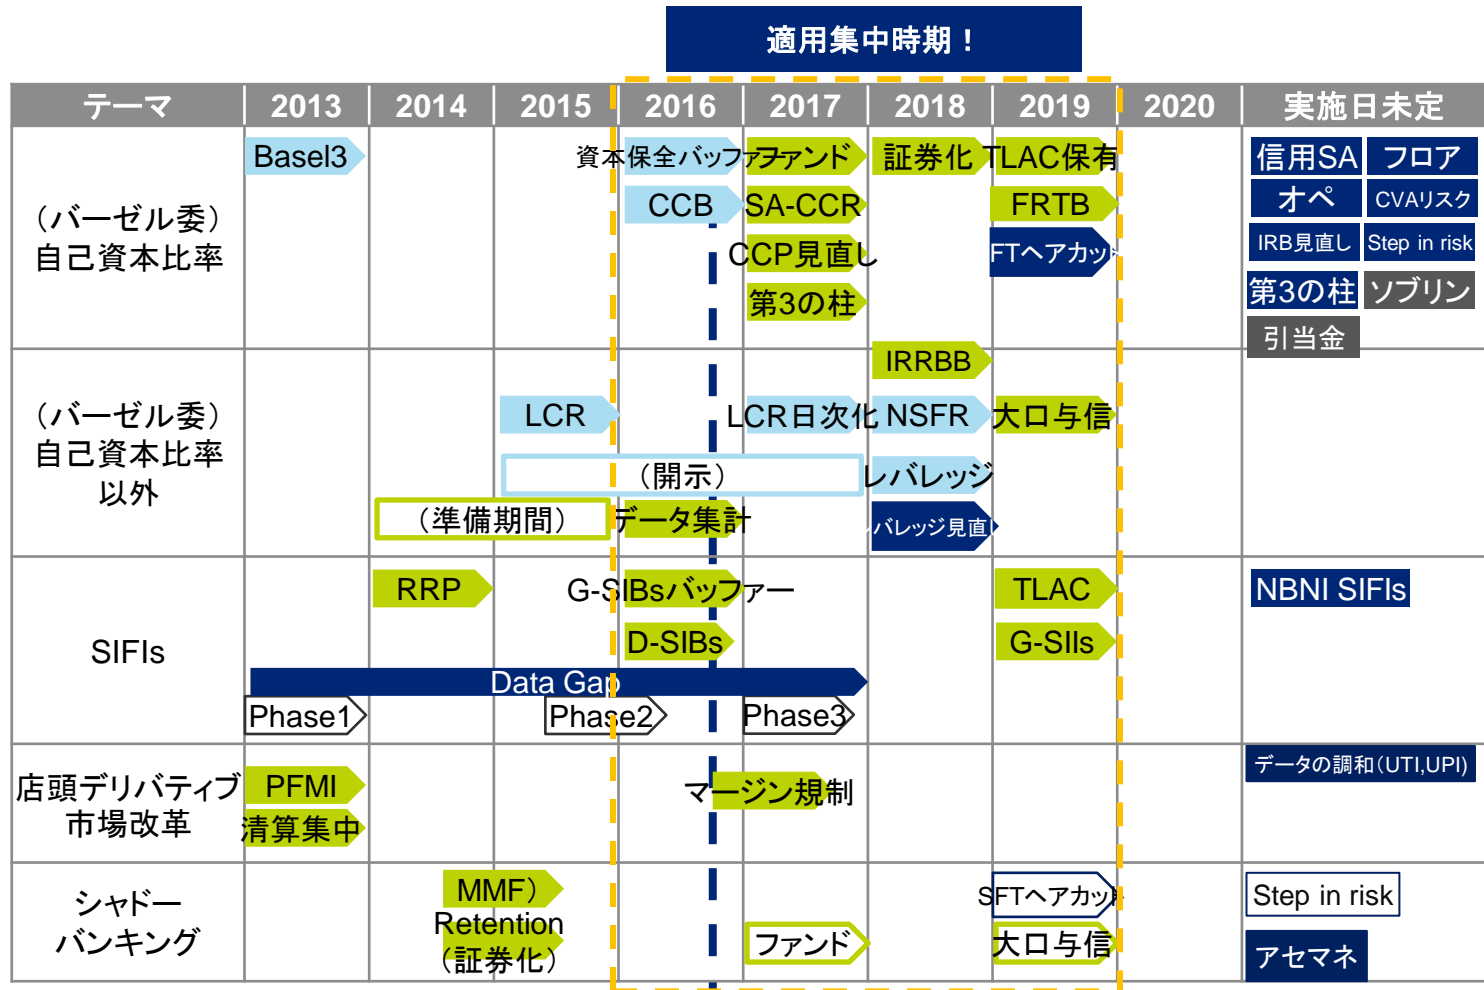 適用集中時期！
テーマ 2013 2014 2015 2016 2017 2018 2019 2020 実施日未定
（バーゼル委）
自己資本比率
Basel3 資本保全バッファー ファンド 証券化 TLAC保有
CCB SA-CCR FRTB
CCP見直し FTヘアカット
第3の柱
信用SA フロア
オペ CVAリスク
IRB見直し Step in risk
第3の柱 ソブリン
引当金
（バーゼル委）
自己資本比率
以外
IRRBB
LCR LCR日次化 NSFR 大口与信
（開示） レバレッジ
（準備期間） データ集計 レバレッジ見直し
SIFIs
RRP G-SIBsバッファー TLAC NBNI SIFIs
D-SIBs G-SIIs
Data Gap
Phase1 Phase2 Phase3
店頭デリバティブ
市場改革
PFMI マージン規制 データの調和（UTI,UPI）
清算集中
シャドー
バンキング
MMF） SFTヘアカット Step in risk
Retention
（証券化） ファンド 大口与信 アセマネ